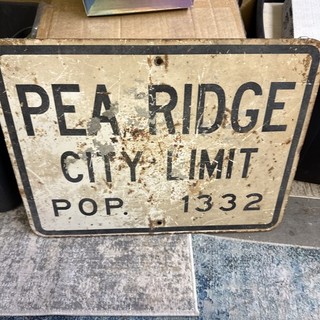 PEA RIDGE
CITY LIMIT
POP. 1332